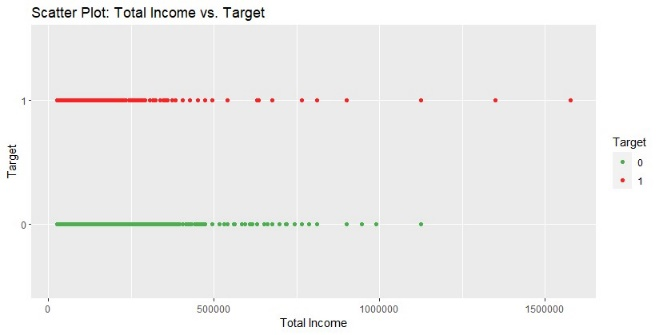 Scatter Plot: Total Income vs. Target
Target
1
0
0
500000
1000000
1500000
Total Income
Target
0
1